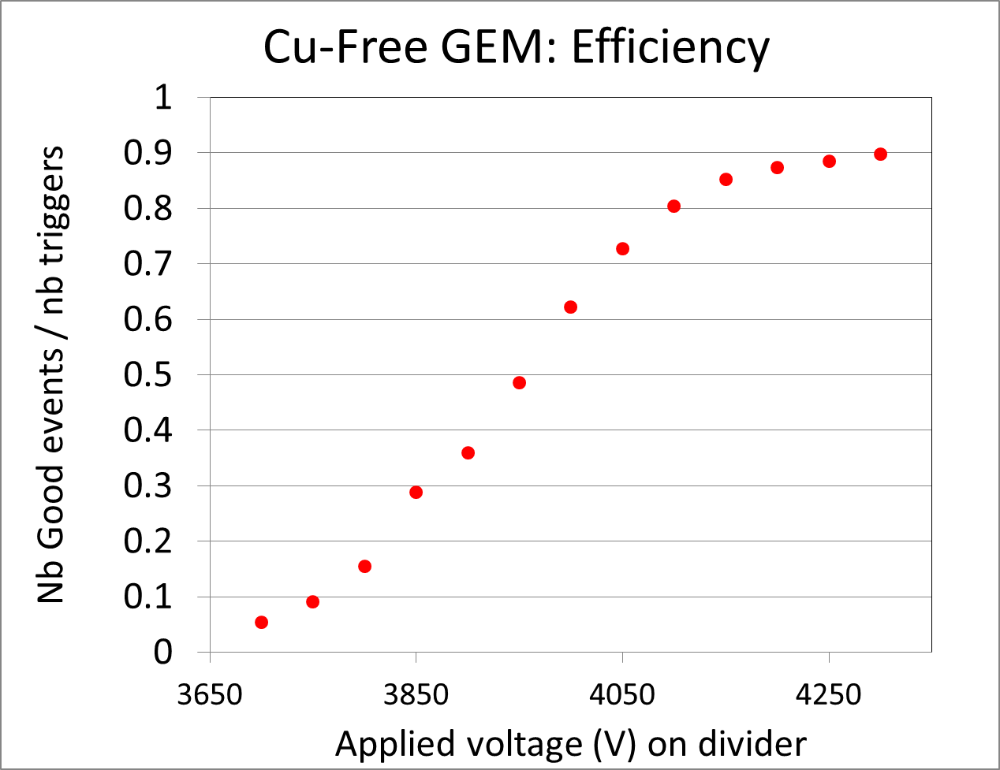 Cu-Free GEM: Efficiency
Nb Good events / nb triggers
1
0.9
0.8
0.7
0.6
0.5
0.4
0.3
0.2
0.1
0
3650 3850 4050 4250
Applied voltage (V) on divider